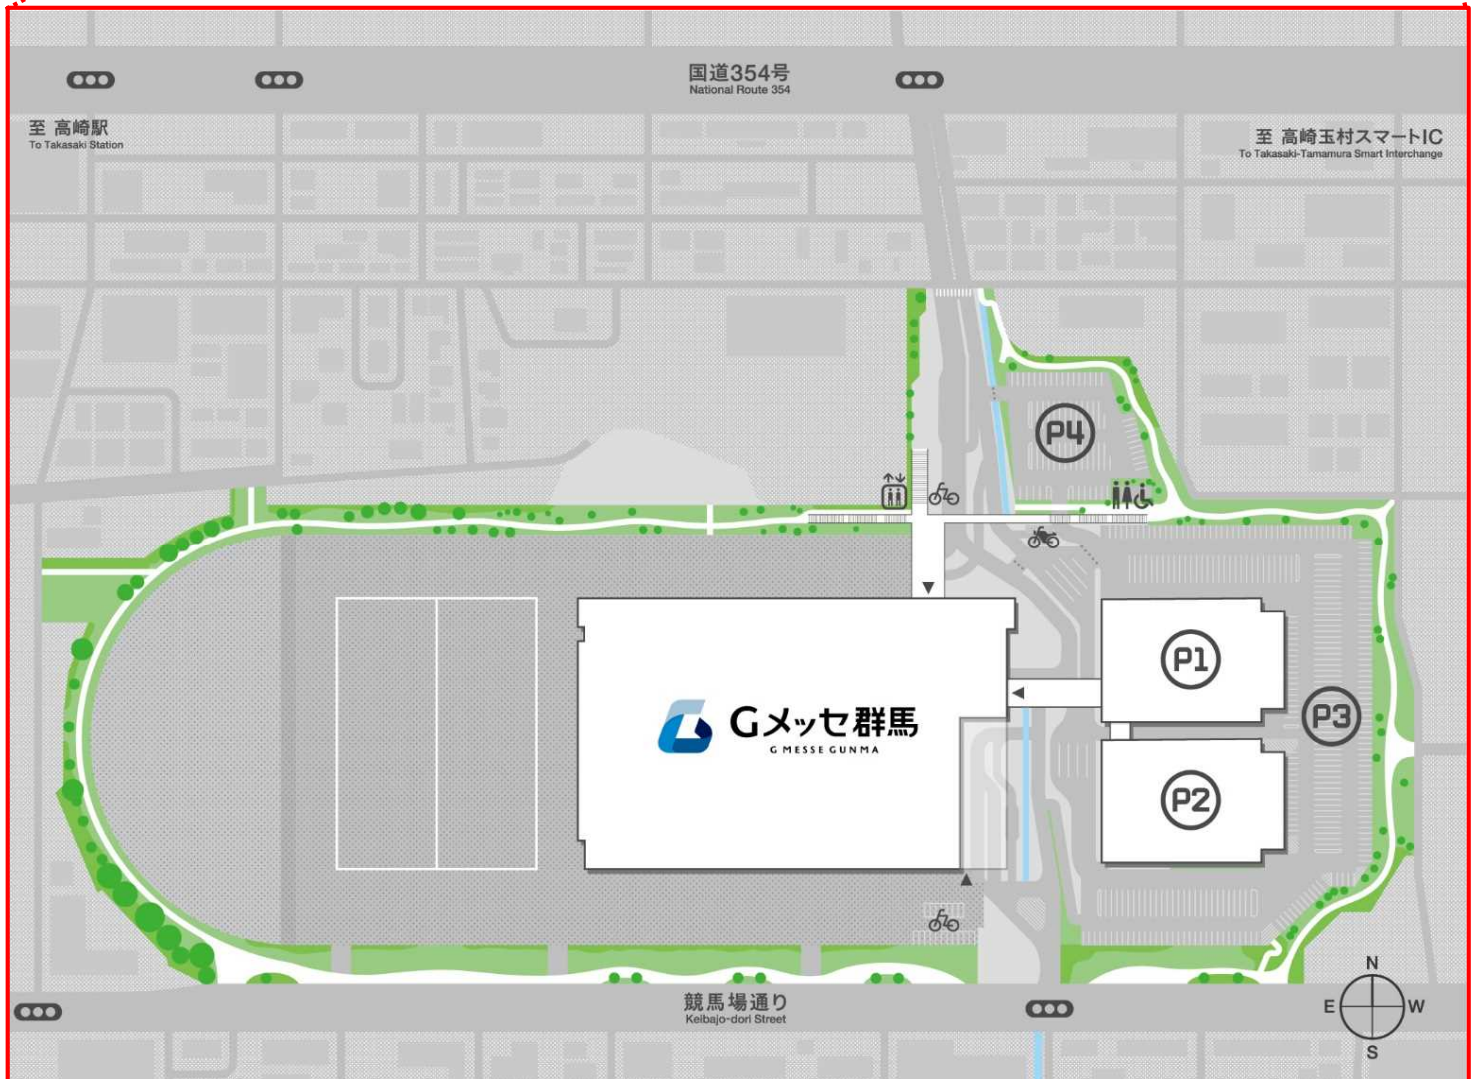 国道354号
National Route 354
至 高崎駅
To Takasaki Station
至 高崎玉村スマートIC
To Takasaki-Tamamura Smart Interchange
P4
P1
P3
Gメッセ群馬
G MESSE GUNMA
P2
競馬場通り
Keibajo-dori Street
N
E W
S